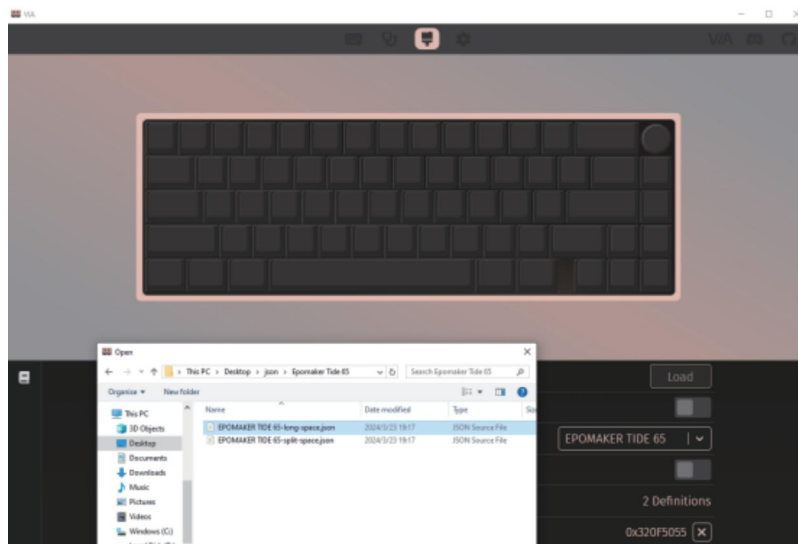 VIA
VIA
Open
This PC > Desktop > json > Epomaker Tide 65
Search Epomaker Tide 65
Load
Organize
New folder
This PC
3D Objects
Desktop
Documents
Downloads
Music
Pictures
Videos
Windows (C:)
Name
Date modified
Type
EPOMAKER TIDE 65-long-space.json
2024/3/23 19:17
JSON Source File
EPOMAKER TIDE 65-split-space.json
2024/3/23 19:17
JSON Source File
EPOMAKER TIDE 65
2 Definitions
0x320F5055